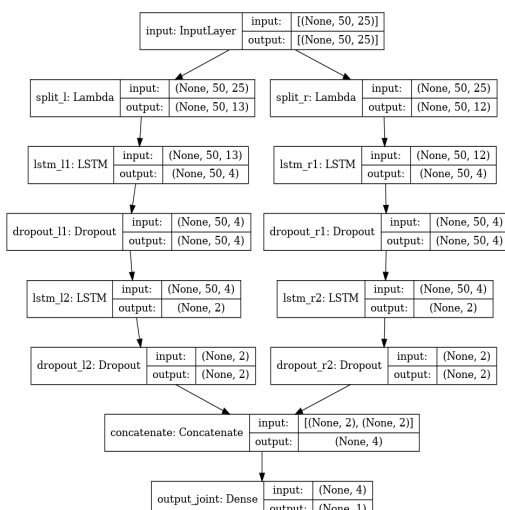 input: InputLayer input: [(None, 50, 25)]
output: [(None, 50, 25)]
split_l: Lambda input: (None, 50, 25)
output: (None, 50, 13)
split_r: Lambda input: (None, 50, 25)
output: (None, 50, 12)
lstm_l1: LSTM input: (None, 50, 13)
output: (None, 50, 4)
lstm_r1: LSTM input: (None, 50, 12)
output: (None, 50, 4)
dropout_l1: Dropout input: (None, 50, 4)
output: (None, 50, 4)
dropout_r1: Dropout input: (None, 50, 4)
output: (None, 50, 4)
lstm_l2: LSTM input: (None, 50, 4)
output: (None, 2)
lstm_r2: LSTM input: (None, 50, 4)
output: (None, 2)
dropout_l2: Dropout input: (None, 2)
output: (None, 2)
dropout_r2: Dropout input: (None, 2)
output: (None, 2)
concatenate: Concatenate input: [(None, 2), (None, 2)]
output: (None, 4)
output_joint: Dense input: (None, 4)
output: (None, 1)